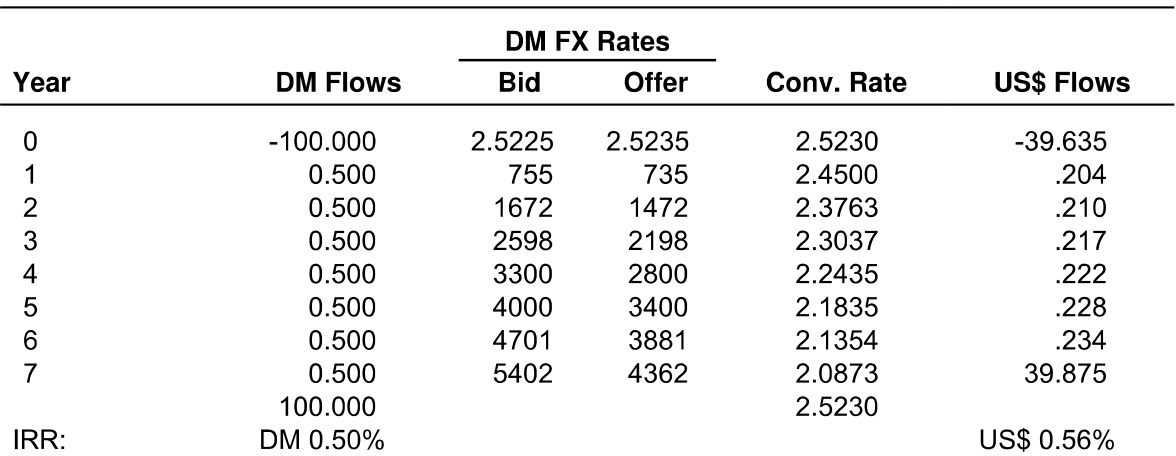 DM FX Rates
Year DM Flows Bid Offer Conv. Rate US$ Flows
0 -100.000 2.5225 2.5235 2.5230 -39.635
1 0.500 755 735 2.4500 .204
2 0.500 1672 1472 2.3763 .210
3 0.500 2598 2198 2.3037 .217
4 0.500 3300 2800 2.2435 .222
5 0.500 4000 3400 2.1835 .228
6 0.500 4701 3881 2.1354 .234
7 0.500 5402 4362 2.0873 39.875
100.000 2.5230
IRR: DM 0.50% US$ 0.56%